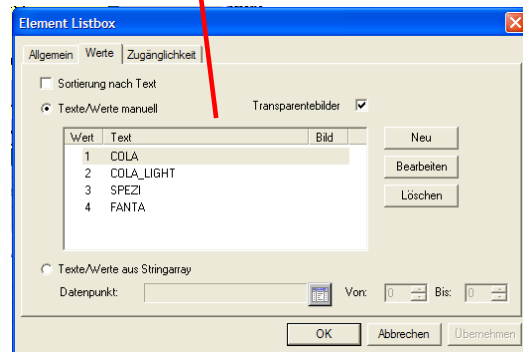 Element Listbox
Allgemein Werte Zugänglichkeit
Sortierung nach Text
Texte/Werte manuell Transparentebilder
Wert Text Bild
1 COLA
2 COLA_LIGHT
3 SPEZI
4 FANTA
Neu
Bearbeiten
Löschen
Texte/Werte aus Stringarray
Datenpunkt: Von: 0 Bis: 0
OK Abbrechen Übernehmen